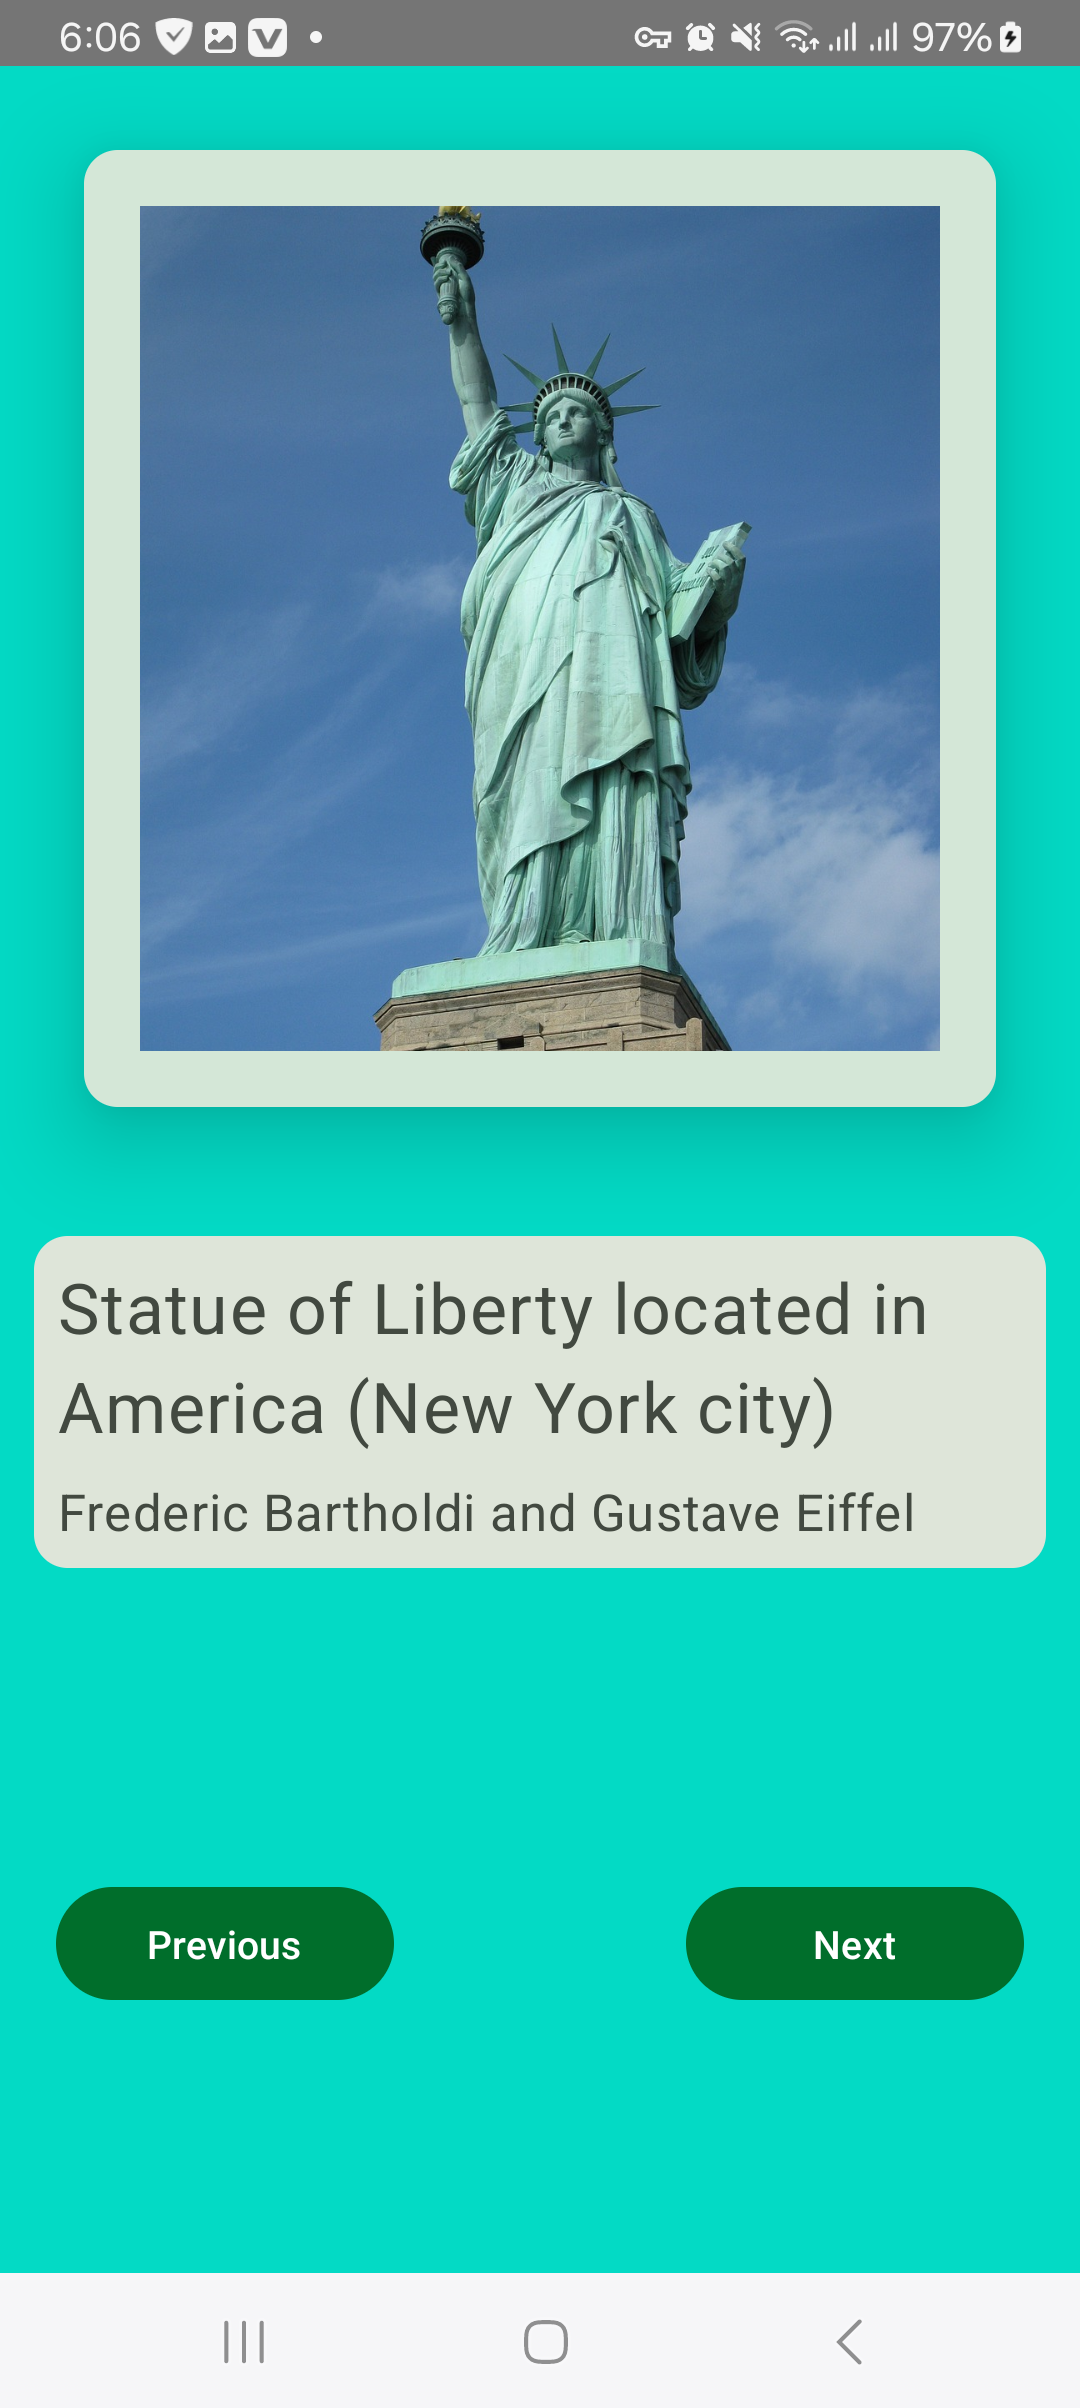 6:06 97%
Statue of Liberty located in
America (New York city)
Frederic Bartholdi and Gustave Eiffel
Previous Next